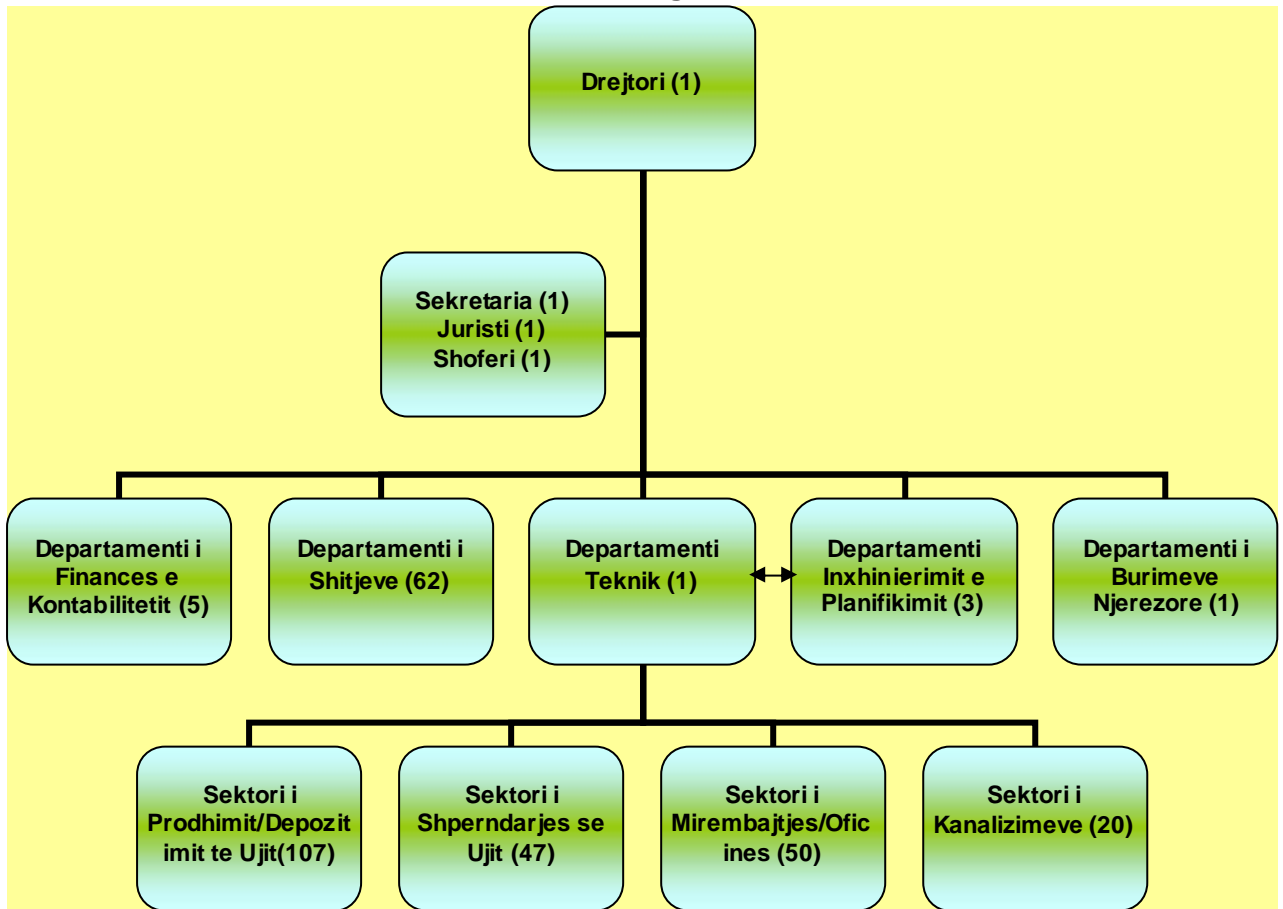 Drejtori (1)
Sekretaria (1)
Juristi (1)
Shoferi (1)
Departamenti i
Finances e
Kontabilitetit (5)
Departamenti i
Shitjeve (62)
Departamenti
Teknik (1)
Departamenti
Inxhinierimit e
Planifikimit (3)
Departamenti i
Burimeve
Njerezore (1)
Sektori i
Prodhimit/Depozit
imit te Ujit(107)
Sektori i
Shperndarjes se
Ujit (47)
Sektori i
Mirembajtjes/Ofic
ines (50)
Sektori i
Kanalizimeve (20)